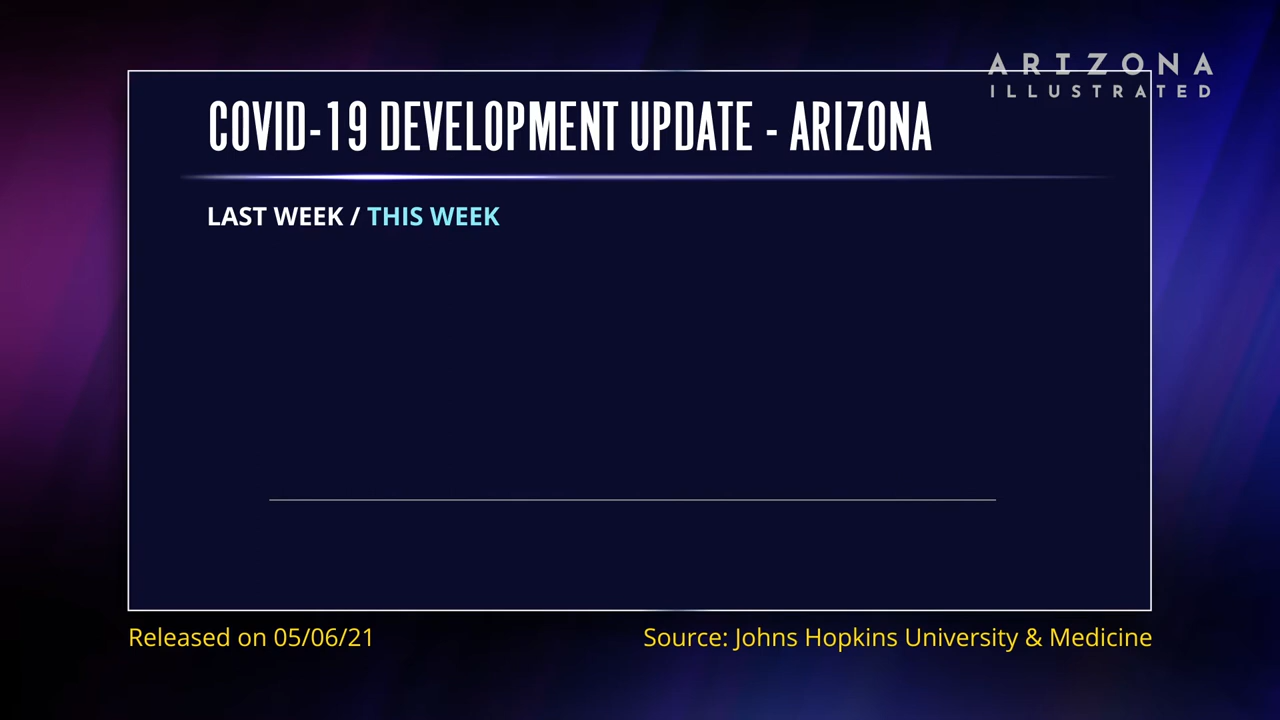 ARIZONA
ILLUSTRATED
COVID-19 DEVELOPMENT UPDATE - ARIZONA
LAST WEEK / THIS WEEK
Released on 05/06/21
Source: Johns Hopkins University & Medicine